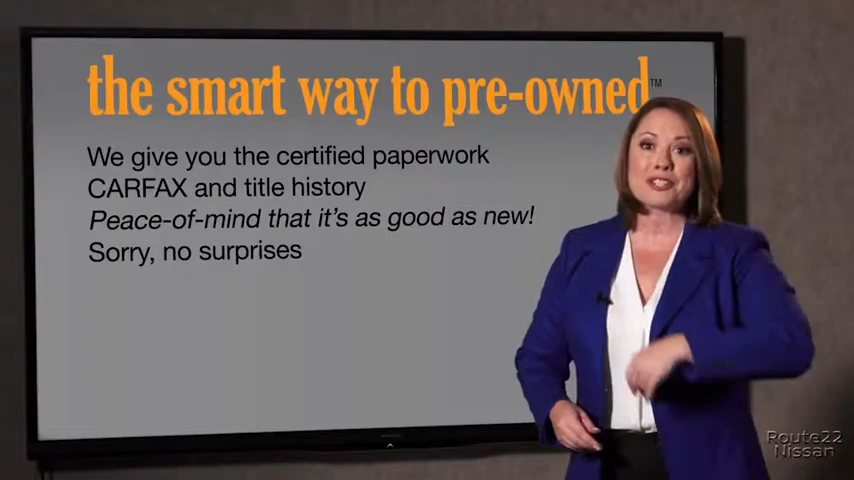 the smart way to pre-owned™
We give you the certified paperwork
CARFAX and title history
Peace-of-mind that it's as good as new!
Sorry, no surprises
Route22
Nissan